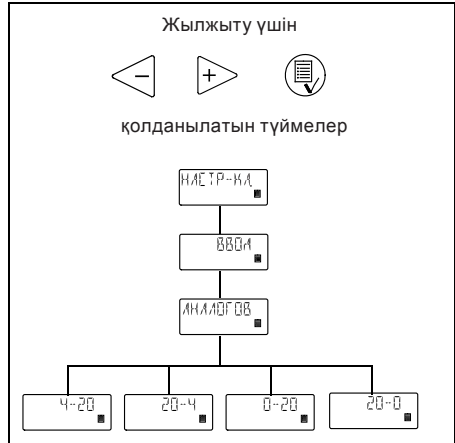 Жылжыту үшін
− +
қолданылатын түймелер
НАСТР-КА
ВВОД
АНАЛОГОВ
4-20 20-4 0-20 20-0